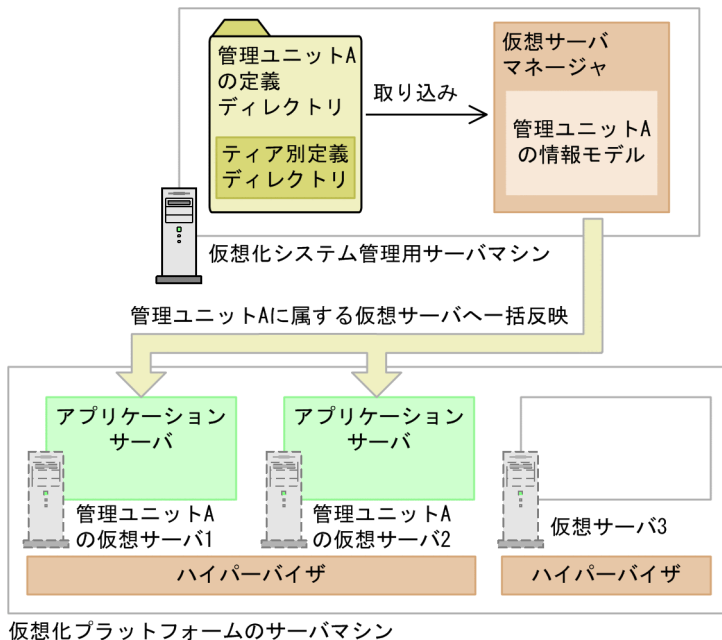 管理ユニットA
の定義
ディレクトリ
ティア別定義
ディレクトリ
取り込み
仮想サーバ
マネージャ
管理ユニットA
の情報モデル
仮想化システム管理用サーバマシン
管理ユニットAに属する仮想サーバへ一括反映
アプリケーション
サーバ
アプリケーション
サーバ
管理ユニットA
の仮想サーバ1
管理ユニットA
の仮想サーバ2
仮想サーバ3
ハイパーバイザ
ハイパーバイザ
仮想化プラットフォームのサーバマシン